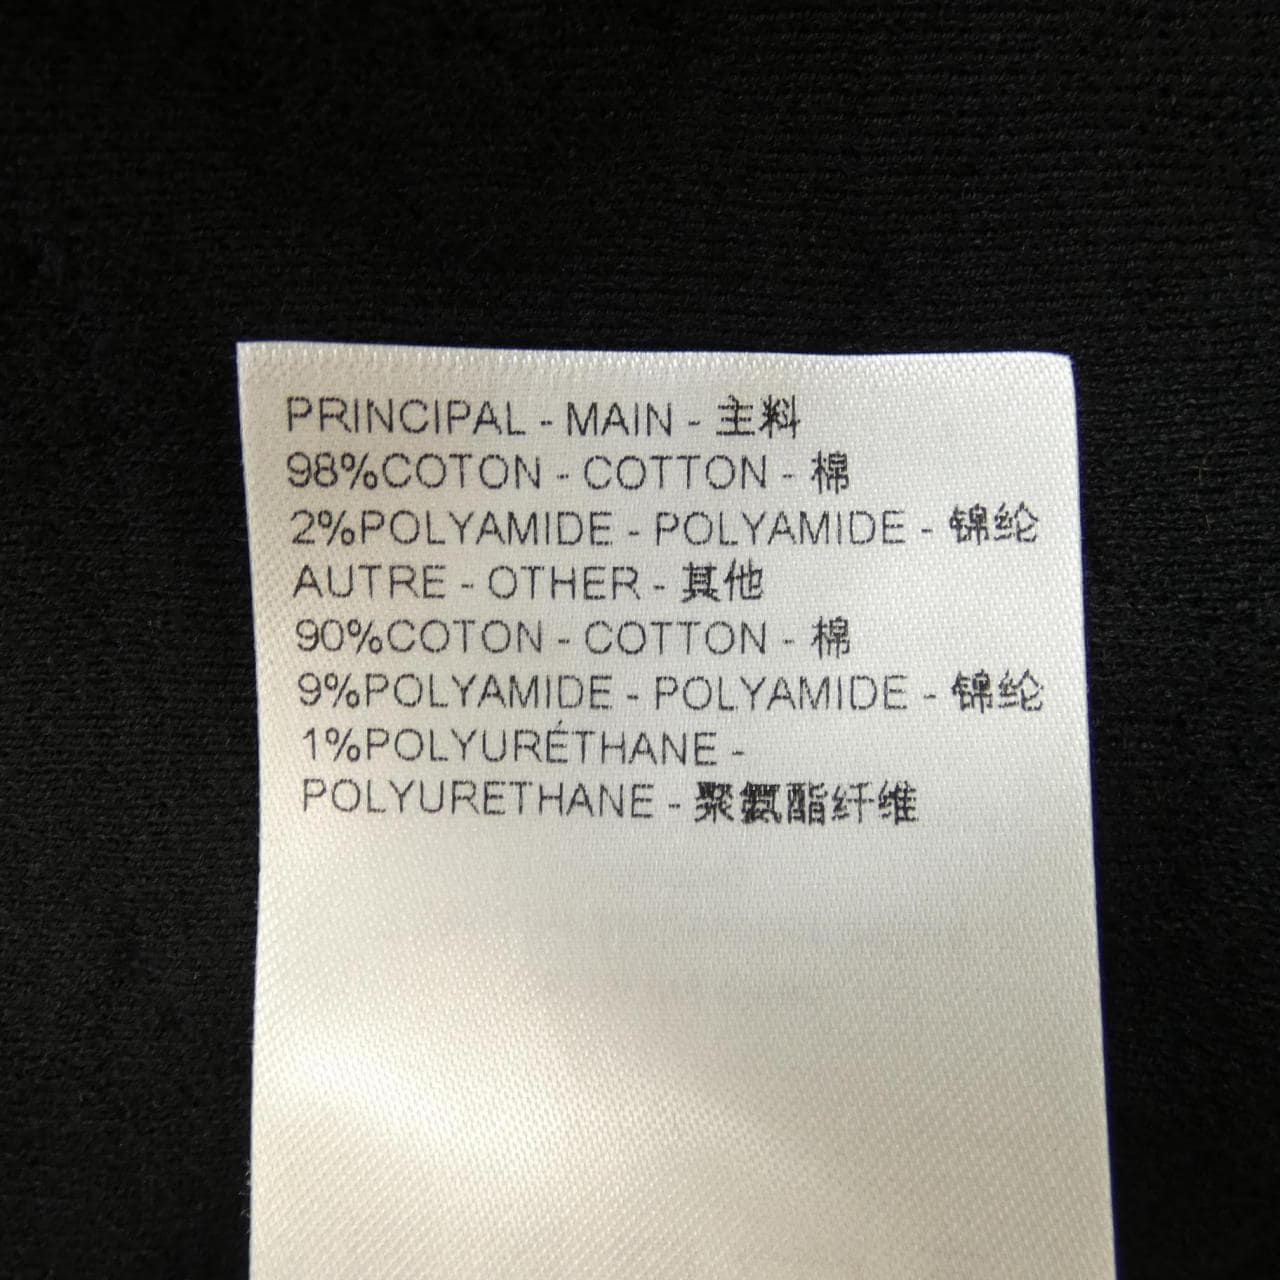 PRINCIPAL - MAIN - 主料
98%COTON - COTTON - 棉
2%POLYAMIDE - POLYAMIDE - 锦纶
AUTRE - OTHER - 其他
90%COTON - COTTON - 棉
9%POLYAMIDE - POLYAMIDE - 锦纶
1%POLYURÉTHANE -
POLYURETHANE - 聚氨酯纤维